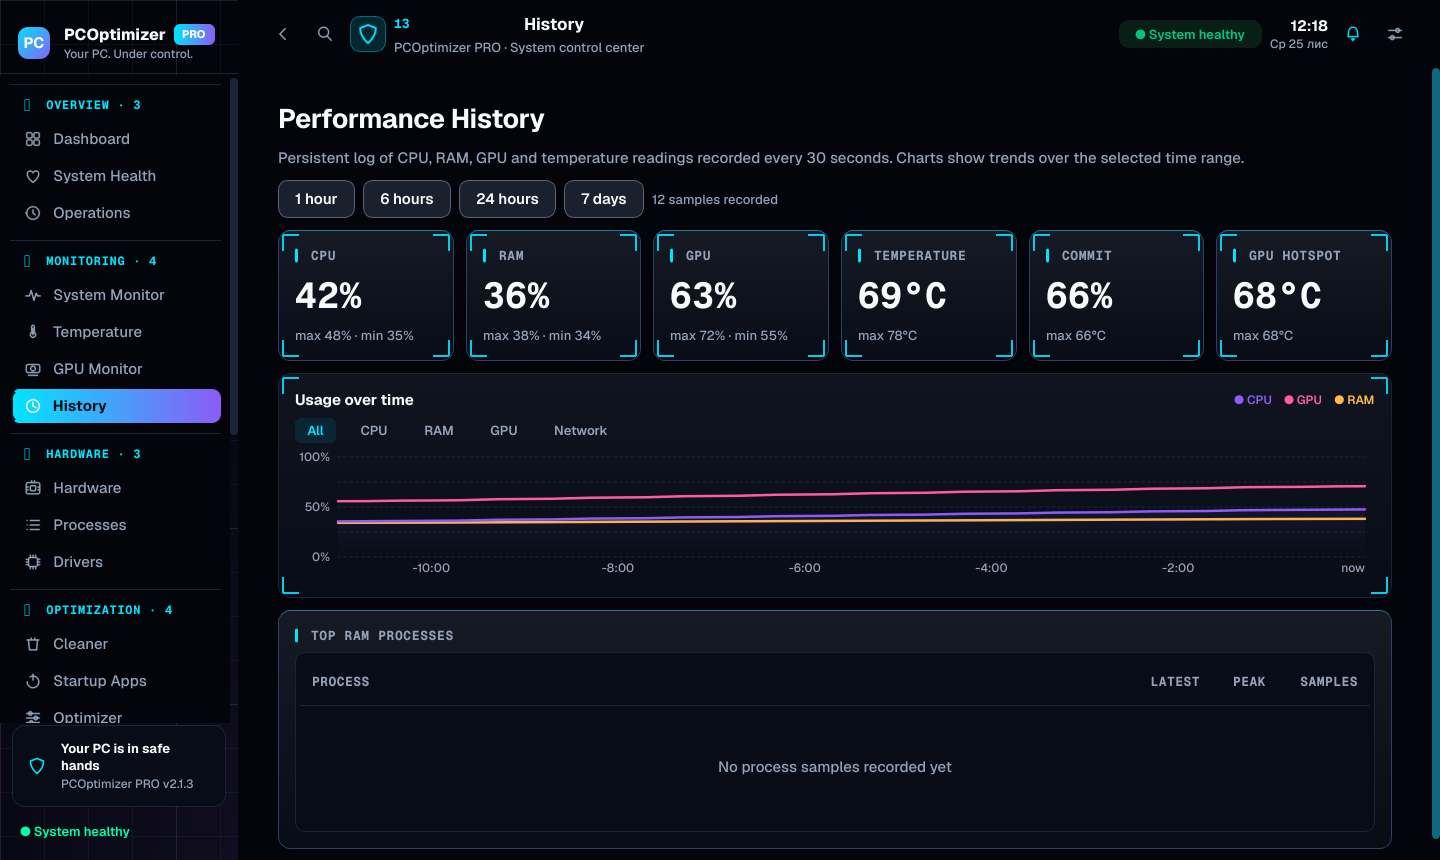 PC
PCOptimizer PRO
Your PC. Under control.
OVERVIEW · 3
Dashboard
System Health
Operations
MONITORING · 4
System Monitor
Temperature
GPU Monitor
History
HARDWARE · 3
Hardware
Processes
Drivers
OPTIMIZATION · 4
Cleaner
Startup Apps
Optimizer
Your PC is in safe
hands
PCOptimizer PRO v2.1.3
System healthy
13
History
PCOptimizer PRO · System control center
System healthy
12:18
Ср 25 лис
Performance History
Persistent log of CPU, RAM, GPU and temperature readings recorded every 30 seconds. Charts show trends over the selected time range.
1 hour 6 hours 24 hours 7 days 12 samples recorded
CPU
42%
max 48% · min 35%
RAM
36%
max 38% · min 34%
GPU
63%
max 72% · min 55%
TEMPERATURE
69°C
max 78°C
COMMIT
66%
max 66°C
GPU HOTSPOT
68°C
max 68°C
Usage over time
CPU GPU RAM
All CPU RAM GPU Network
100%
50%
0%
-10:00 -8:00 -6:00 -4:00 -2:00 now
TOP RAM PROCESSES
PROCESS LATEST PEAK SAMPLES
No process samples recorded yet